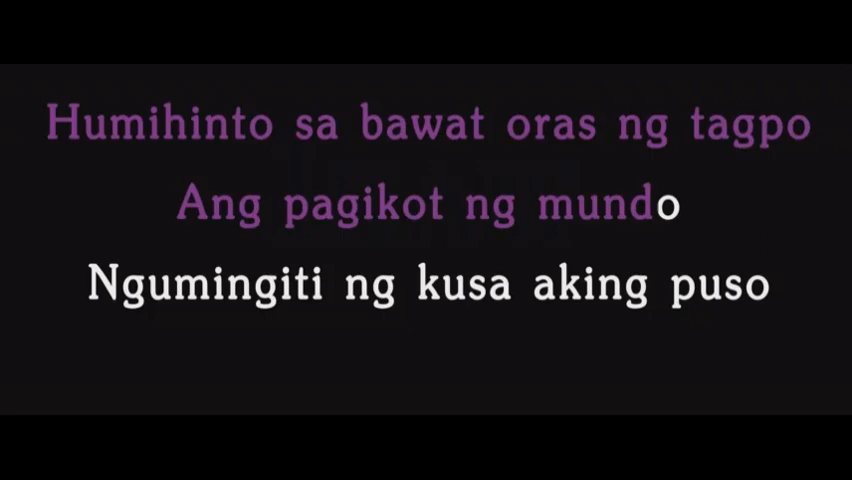 Humihinto sa bawat oras ng tagpo
Ang pagikot ng mundo
Ngumingiti ng kusa aking puso